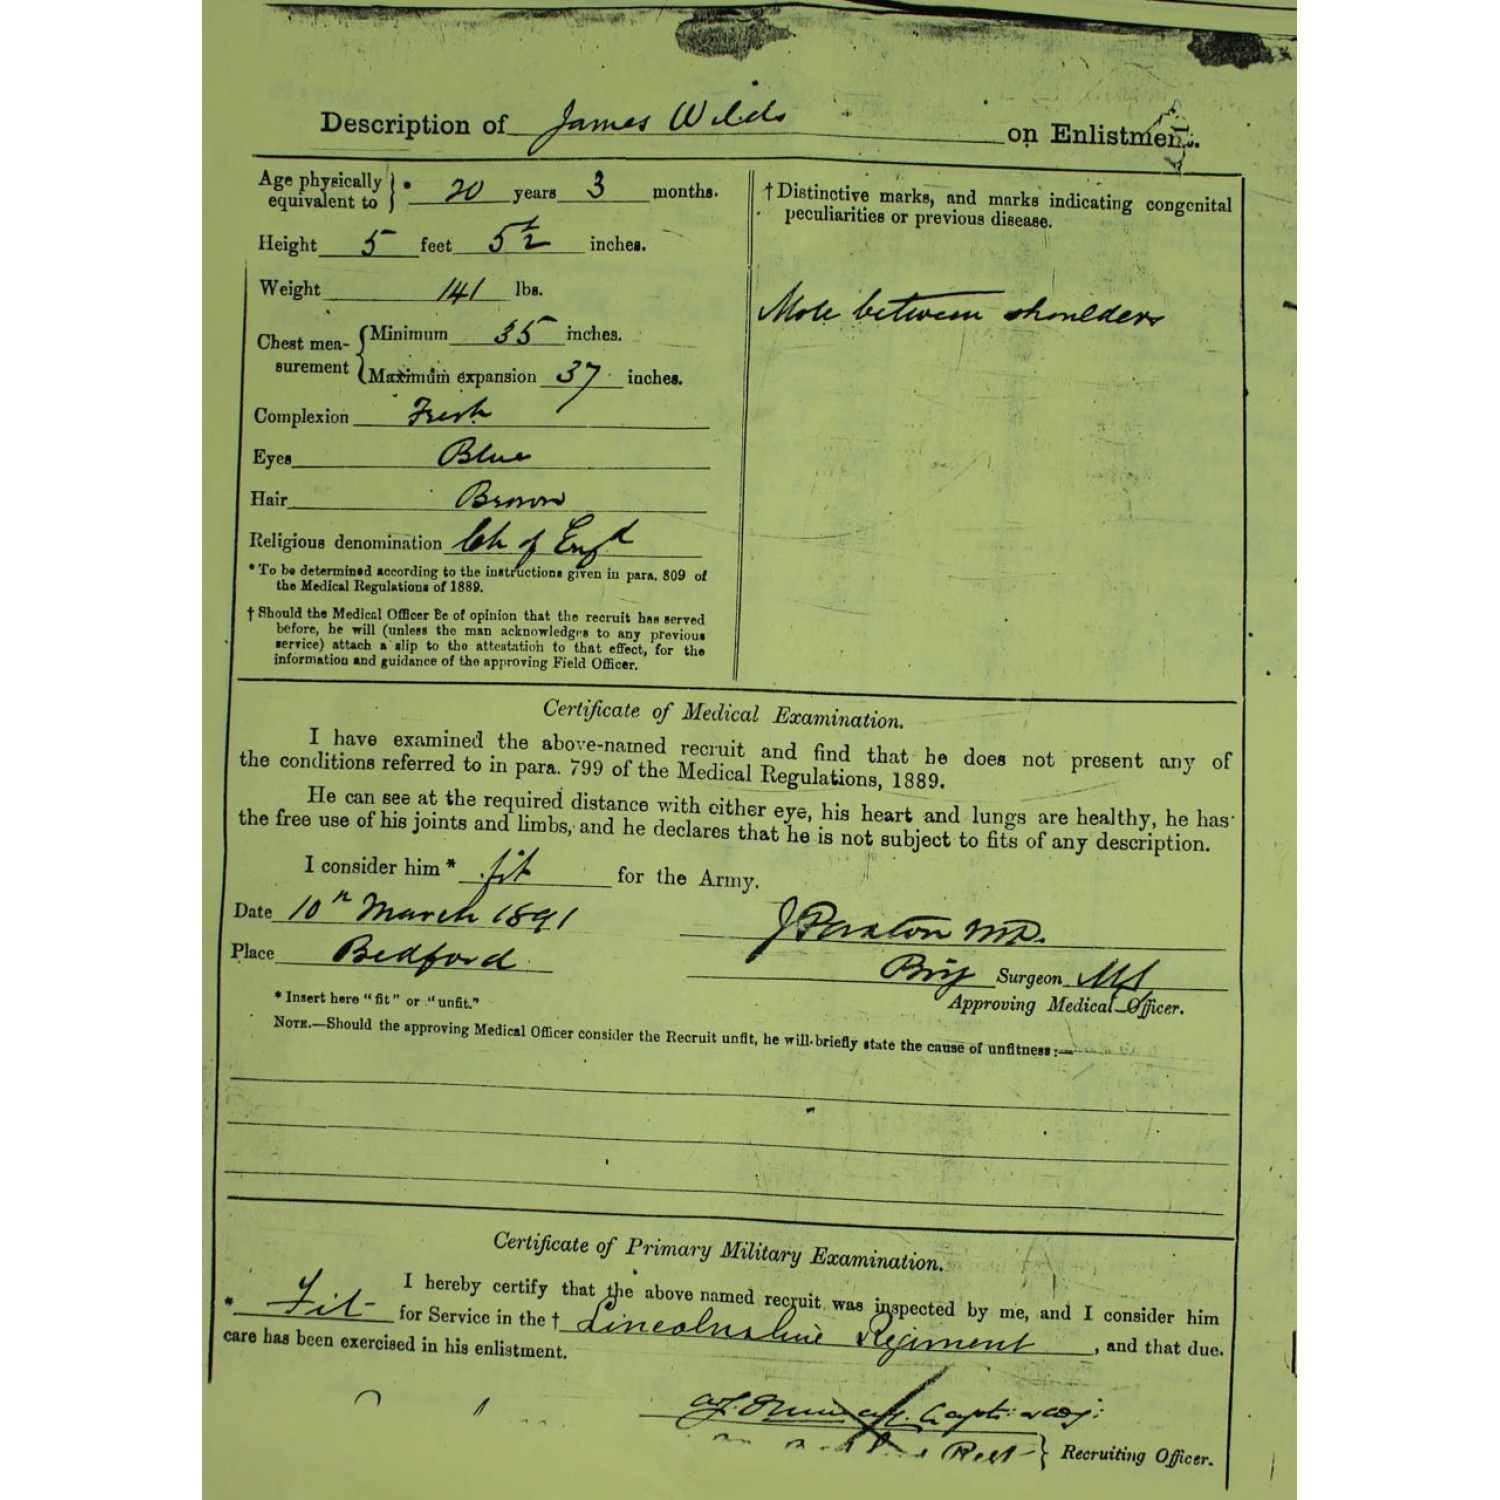 Description of James Wilds on Enlistment.
Age physically equivalent to } * 20 years 3 months.
Height 5 feet 5½ inches.
Weight 141 lbs.
Chest measurement { Minimum 35 inches.
Maximum expansion 37 inches.
Complexion Fresh
Eyes Blue
Hair Brown
Religious denomination Ch of Engd
* To be determined according to the instructions given in para. 809 of
the Medical Regulations of 1889.
† Should the Medical Officer be of opinion that the recruit has served
before, he will (unless the man acknowledges to any previous
service) attach a slip to the attestation to that effect, for the
information and guidance of the approving Field Officer.
† Distinctive marks, and marks indicating congenital
peculiarities or previous disease.
Mole between shoulders
Certificate of Medical Examination.
I have examined the above-named recruit and find that he does not present any of
the conditions referred to in para. 799 of the Medical Regulations, 1889.
He can see at the required distance with either eye, his heart and lungs are healthy, he has
the free use of his joints and limbs, and he declares that he is not subject to fits of any description.
I consider him * fit for the Army.
Date 10th March 1891
Place Bedford
J Paxton MD.
Brig Surgeon MS
Approving Medical Officer.
* Insert here "fit" or "unfit."
NOTE.—Should the approving Medical Officer consider the Recruit unfit, he will briefly state the cause of unfitness:—
Certificate of Primary Military Examination.
I hereby certify that the above named recruit was inspected by me, and I consider him
* Fit for Service in the † Lincolnshire Regiment, and that due
care has been exercised in his enlistment.
Capt: & adj:
Regt } Recruiting Officer.